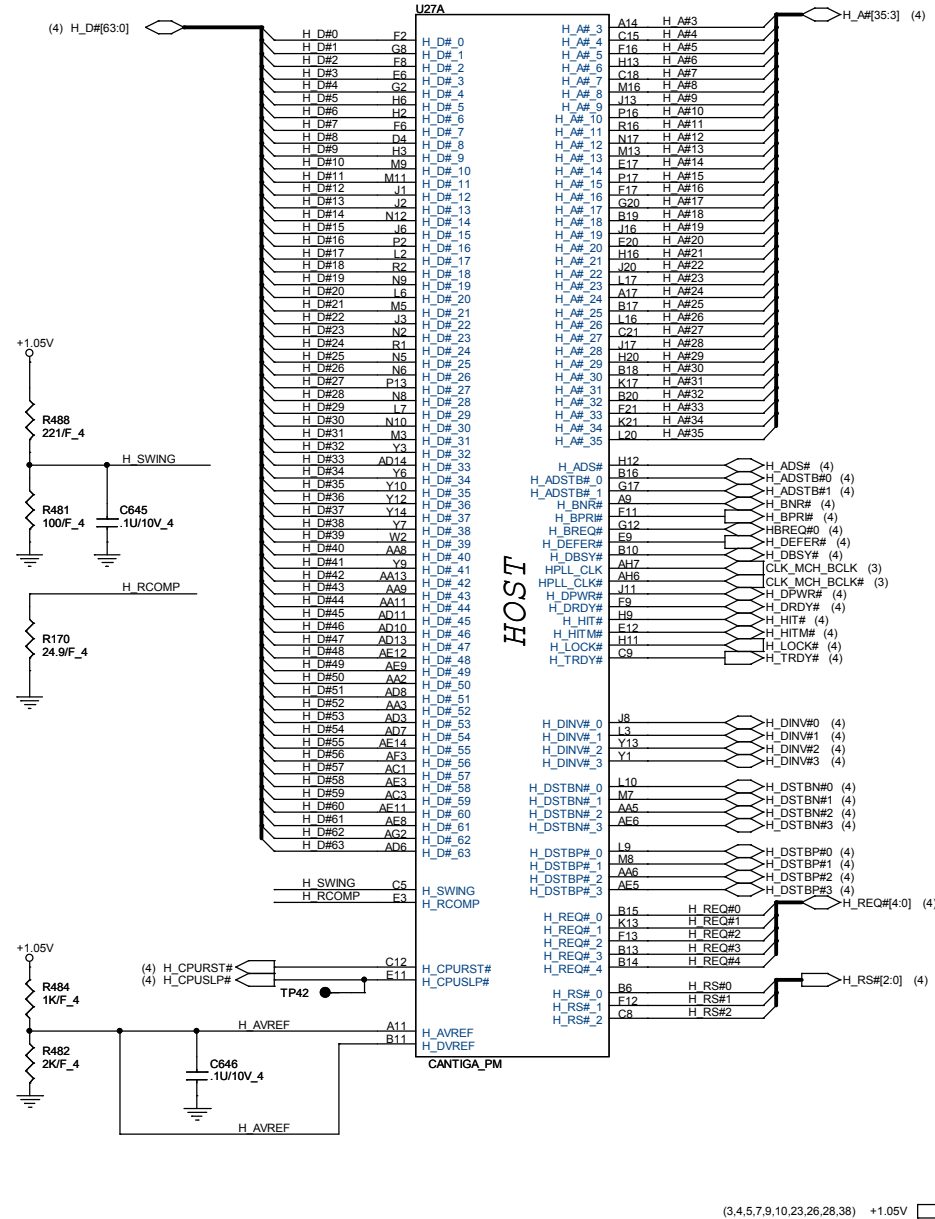 U27A
(4) H_D#[63:0]
H_A#[35:3] (4)
H_D#0 F2 H_D#_0
H_D#1 G8 H_D#_1
H_D#2 F8 H_D#_2
H_D#3 E6 H_D#_3
H_D#4 G2 H_D#_4
H_D#5 H6 H_D#_5
H_D#6 H2 H_D#_6
H_D#7 F6 H_D#_7
H_D#8 D4 H_D#_8
H_D#9 H3 H_D#_9
H_D#10 M9 H_D#_10
H_D#11 M11 H_D#_11
H_D#12 J1 H_D#_12
H_D#13 J2 H_D#_13
H_D#14 N12 H_D#_14
H_D#15 J6 H_D#_15
H_D#16 P2 H_D#_16
H_D#17 L2 H_D#_17
H_D#18 R2 H_D#_18
H_D#19 N9 H_D#_19
H_D#20 L6 H_D#_20
H_D#21 M5 H_D#_21
H_D#22 J3 H_D#_22
H_D#23 N2 H_D#_23
H_D#24 R1 H_D#_24
H_D#25 N5 H_D#_25
H_D#26 N6 H_D#_26
H_D#27 P13 H_D#_27
H_D#28 N8 H_D#_28
H_D#29 L7 H_D#_29
H_D#30 N10 H_D#_30
H_D#31 M3 H_D#_31
H_D#32 Y3 H_D#_32
H_D#33 AD14 H_D#_33
H_D#34 Y6 H_D#_34
H_D#35 Y10 H_D#_35
H_D#36 Y12 H_D#_36
H_D#37 Y14 H_D#_37
H_D#38 Y7 H_D#_38
H_D#39 W2 H_D#_39
H_D#40 AA8 H_D#_40
H_D#41 Y9 H_D#_41
H_D#42 AA13 H_D#_42
H_D#43 AA9 H_D#_43
H_D#44 AA11 H_D#_44
H_D#45 AD11 H_D#_45
H_D#46 AD10 H_D#_46
H_D#47 AD13 H_D#_47
H_D#48 AE12 H_D#_48
H_D#49 AE9 H_D#_49
H_D#50 AA2 H_D#_50
H_D#51 AD8 H_D#_51
H_D#52 AA3 H_D#_52
H_D#53 AD3 H_D#_53
H_D#54 AD7 H_D#_54
H_D#55 AE14 H_D#_55
H_D#56 AF3 H_D#_56
H_D#57 AC1 H_D#_57
H_D#58 AE3 H_D#_58
H_D#59 AC3 H_D#_59
H_D#60 AE11 H_D#_60
H_D#61 AE8 H_D#_61
H_D#62 AG2 H_D#_62
H_D#63 AD6 H_D#_63
H_SWING C5 H_SWING
H_RCOMP E3 H_RCOMP
(4) H_CPURST# C12 H_CPURST#
(4) H_CPUSLP# E11 H_CPUSLP#
TP42
H_AVREF A11 H_AVREF
B11 H_DVREF
H_AVREF
CANTIGA_PM
HOST
H_A#_3 A14 H_A#3
H_A#_4 C15 H_A#4
H_A#_5 F16 H_A#5
H_A#_6 H13 H_A#6
H_A#_7 C18 H_A#7
H_A#_8 M16 H_A#8
H_A#_9 J13 H_A#9
H_A#_10 P16 H_A#10
H_A#_11 R16 H_A#11
H_A#_12 N17 H_A#12
H_A#_13 M13 H_A#13
H_A#_14 E17 H_A#14
H_A#_15 P17 H_A#15
H_A#_16 F17 H_A#16
H_A#_17 G20 H_A#17
H_A#_18 B19 H_A#18
H_A#_19 J16 H_A#19
H_A#_20 E20 H_A#20
H_A#_21 H16 H_A#21
H_A#_22 J20 H_A#22
H_A#_23 L17 H_A#23
H_A#_24 A17 H_A#24
H_A#_25 B17 H_A#25
H_A#_26 L16 H_A#26
H_A#_27 C21 H_A#27
H_A#_28 J17 H_A#28
H_A#_29 H20 H_A#29
H_A#_30 B18 H_A#30
H_A#_31 K17 H_A#31
H_A#_32 B20 H_A#32
H_A#_33 F21 H_A#33
H_A#_34 K21 H_A#34
H_A#_35 L20 H_A#35
H_ADS# H12 H_ADS# (4)
H_ADSTB#_0 B16 H_ADSTB#0 (4)
H_ADSTB#_1 G17 H_ADSTB#1 (4)
H_BNR# A9 H_BNR# (4)
H_BPRI# F11 H_BPRI# (4)
H_BREQ# G12 HBREQ#0 (4)
H_DEFER# E9 H_DEFER# (4)
H_DBSY# B10 H_DBSY# (4)
HPLL_CLK AH7 CLK_MCH_BCLK (3)
HPLL_CLK# AH6 CLK_MCH_BCLK# (3)
H_DPWR# J11 H_DPWR# (4)
H_DRDY# F9 H_DRDY# (4)
H_HIT# H9 H_HIT# (4)
H_HITM# E12 H_HITM# (4)
H_LOCK# H11 H_LOCK# (4)
H_TRDY# C9 H_TRDY# (4)
H_DINV#_0 J8 H_DINV#0 (4)
H_DINV#_1 L3 H_DINV#1 (4)
H_DINV#_2 Y13 H_DINV#2 (4)
H_DINV#_3 Y1 H_DINV#3 (4)
H_DSTBN#_0 L10 H_DSTBN#0 (4)
H_DSTBN#_1 M7 H_DSTBN#1 (4)
H_DSTBN#_2 AA5 H_DSTBN#2 (4)
H_DSTBN#_3 AE6 H_DSTBN#3 (4)
H_DSTBP#_0 L9 H_DSTBP#0 (4)
H_DSTBP#_1 M8 H_DSTBP#1 (4)
H_DSTBP#_2 AA6 H_DSTBP#2 (4)
H_DSTBP#_3 AE5 H_DSTBP#3 (4)
H_REQ#[4:0] (4)
H_REQ#_0 B15 H_REQ#0
H_REQ#_1 K13 H_REQ#1
H_REQ#_2 F13 H_REQ#2
H_REQ#_3 B13 H_REQ#3
H_REQ#_4 B14 H_REQ#4
H_RS#[2:0] (4)
H_RS#_0 B6 H_RS#0
H_RS#_1 F12 H_RS#1
H_RS#_2 C8 H_RS#2
+1.05V
R488
221/F_4
H_SWING
R481
100/F_4
C645
.1U/10V_4
H_RCOMP
R170
24.9/F_4
+1.05V
R484
1K/F_4
R482
2K/F_4
C646
.1U/10V_4
(3,4,5,7,9,10,23,26,28,38) +1.05V